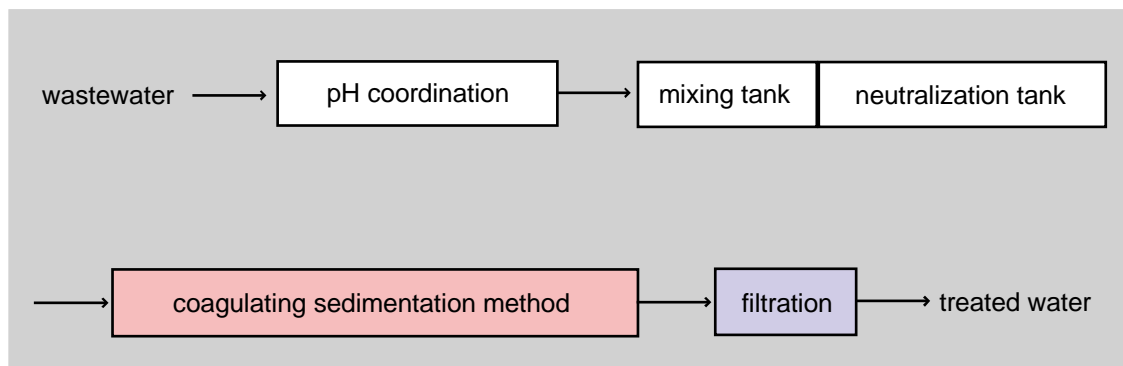 wastewater
pH coordination
mixing tank
neutralization tank
coagulating sedimentation method
filtration
treated water